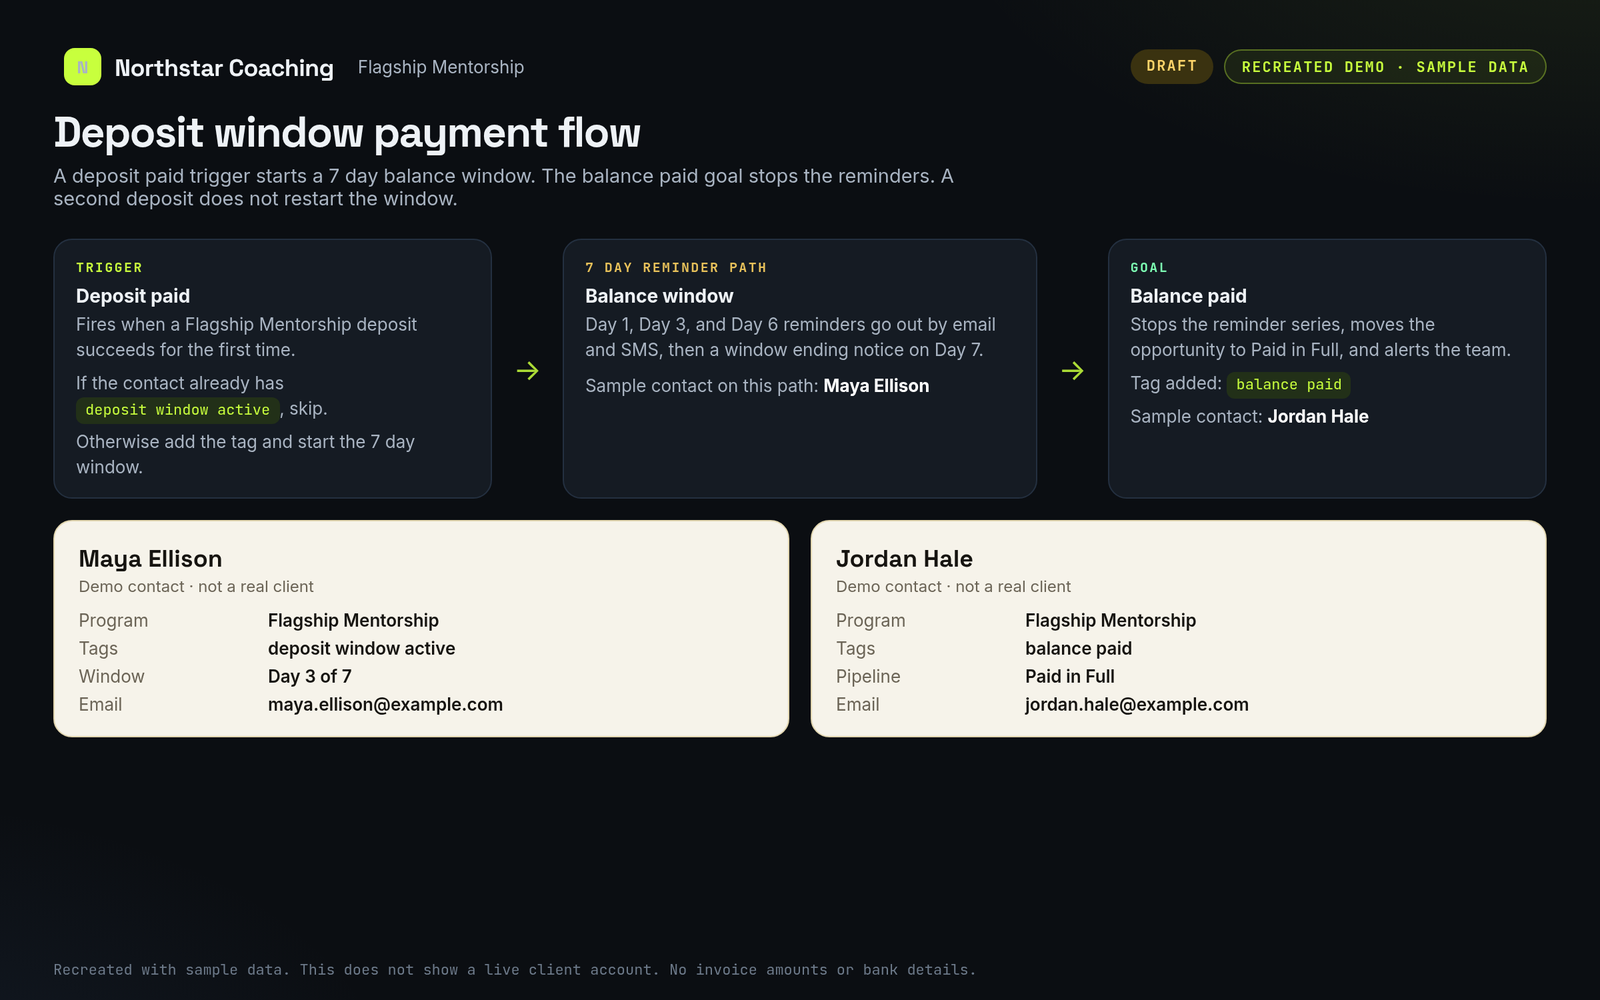 N
Northstar Coaching
Flagship Mentorship
DRAFT
RECREATED DEMO · SAMPLE DATA
Deposit window payment flow
A deposit paid trigger starts a 7 day balance window. The balance paid goal stops the reminders. A
second deposit does not restart the window.
TRIGGER
Deposit paid
Fires when a Flagship Mentorship deposit
succeeds for the first time.
If the contact already has
deposit window active, skip.
Otherwise add the tag and start the 7 day
window.
→
7 DAY REMINDER PATH
Balance window
Day 1, Day 3, and Day 6 reminders go out by email
and SMS, then a window ending notice on Day 7.
Sample contact on this path: Maya Ellison
→
GOAL
Balance paid
Stops the reminder series, moves the
opportunity to Paid in Full, and alerts the team.
Tag added: balance paid
Sample contact: Jordan Hale
Maya Ellison
Demo contact · not a real client
Program Flagship Mentorship
Tags deposit window active
Window Day 3 of 7
Email maya.ellison@example.com
Jordan Hale
Demo contact · not a real client
Program Flagship Mentorship
Tags balance paid
Pipeline Paid in Full
Email jordan.hale@example.com
Recreated with sample data. This does not show a live client account. No invoice amounts or bank details.